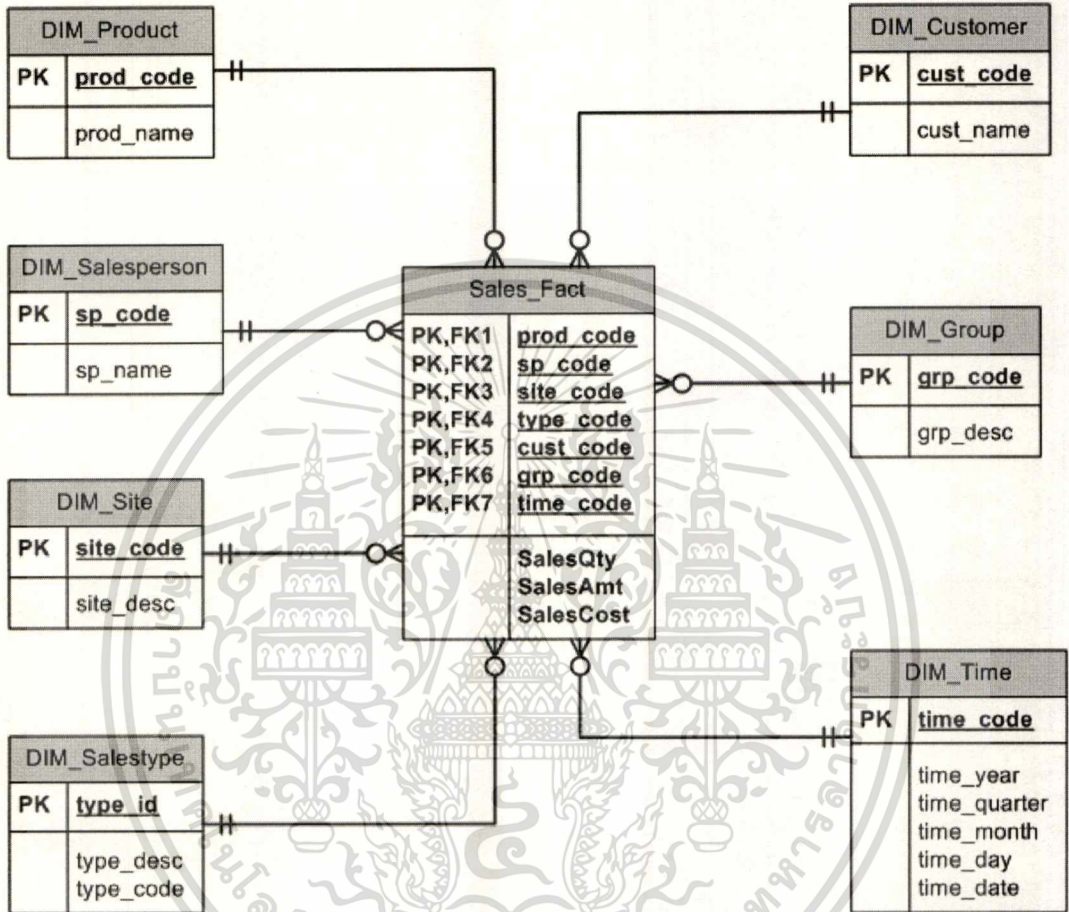 DIM_Product
PK prod_code
prod_name
DIM_Customer
PK cust_code
cust_name
DIM_Salesperson
PK sp_code
sp_name
Sales_Fact
PK,FK1 prod_code
PK,FK2 sp_code
PK,FK3 site_code
PK,FK4 type_code
PK,FK5 cust_code
PK,FK6 grp_code
PK,FK7 time_code
SalesQty
SalesAmt
SalesCost
DIM_Group
PK grp_code
grp_desc
DIM_Site
PK site_code
site_desc
DIM_Salestype
PK type_id
type_desc
type_code
DIM_Time
PK time_code
time_year
time_quarter
time_month
time_day
time_date